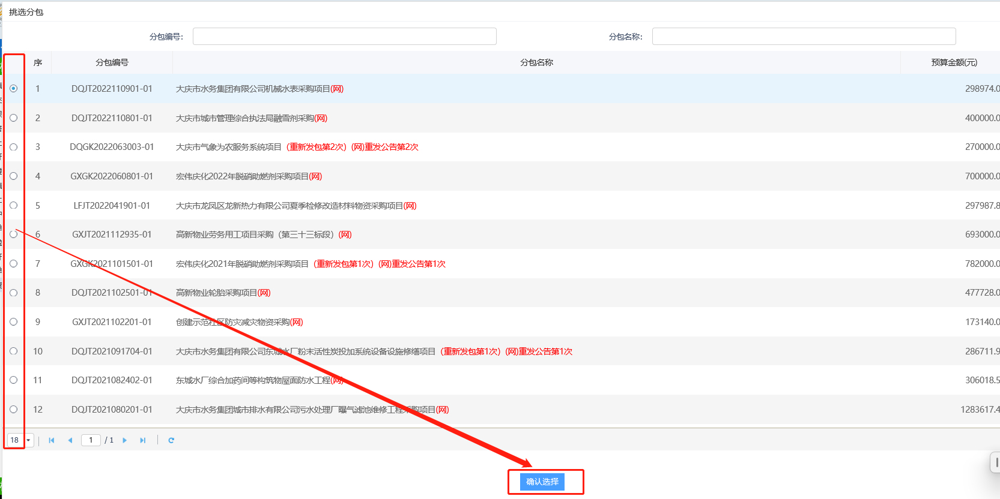 挑选分包
分包编号： 分包名称：
序 分包编号 分包名称 预算金额(元)
1 DQJT2022110901-01 大庆市水务集团有限公司机械水表采购项目(网) 298974.0
2 DQJT2022110801-01 大庆市城市管理综合执法局融雪剂采购(网) 400000.0
3 DQGK2022063003-01 大庆市气象为农服务系统项目（重新发包第2次）(网)重发公告第2次 270000.0
4 GXGK2022060801-01 宏伟庆化2022年脱硝助燃剂采购项目(网) 700000.0
5 LFJT2022041901-01 大庆市龙凤区龙新热力有限公司夏季检修改造材料物资采购项目(网) 297987.8
6 GXJT2021112935-01 高新物业劳务用工项目采购（第三十三标段）(网) 693000.0
7 GXGK2021101501-01 宏伟庆化2021年脱硝助燃剂采购项目（重新发包第1次）(网)重发公告第1次 782000.0
8 DQJT2021102501-01 高新物业轮胎采购项目(网) 477728.0
9 GXJT2021102201-01 创建示范社区防灾减灾物资采购(网) 173140.0
10 DQJT2021091704-01 大庆市水务集团有限公司东城水厂粉末活性炭投加系统设备设施修缮项目（重新发包第1次）(网)重发公告第1次 286711.9
11 DQJT2021082402-01 东城水厂综合加药间等构筑物屋面防水工程(网) 306018.5
12 DQJT2021080201-01 大庆市水务集团城市排水有限公司污水处理厂曝气滤池维修工程采购项目(网) 1283617.4
18 1 / 1
确认选择